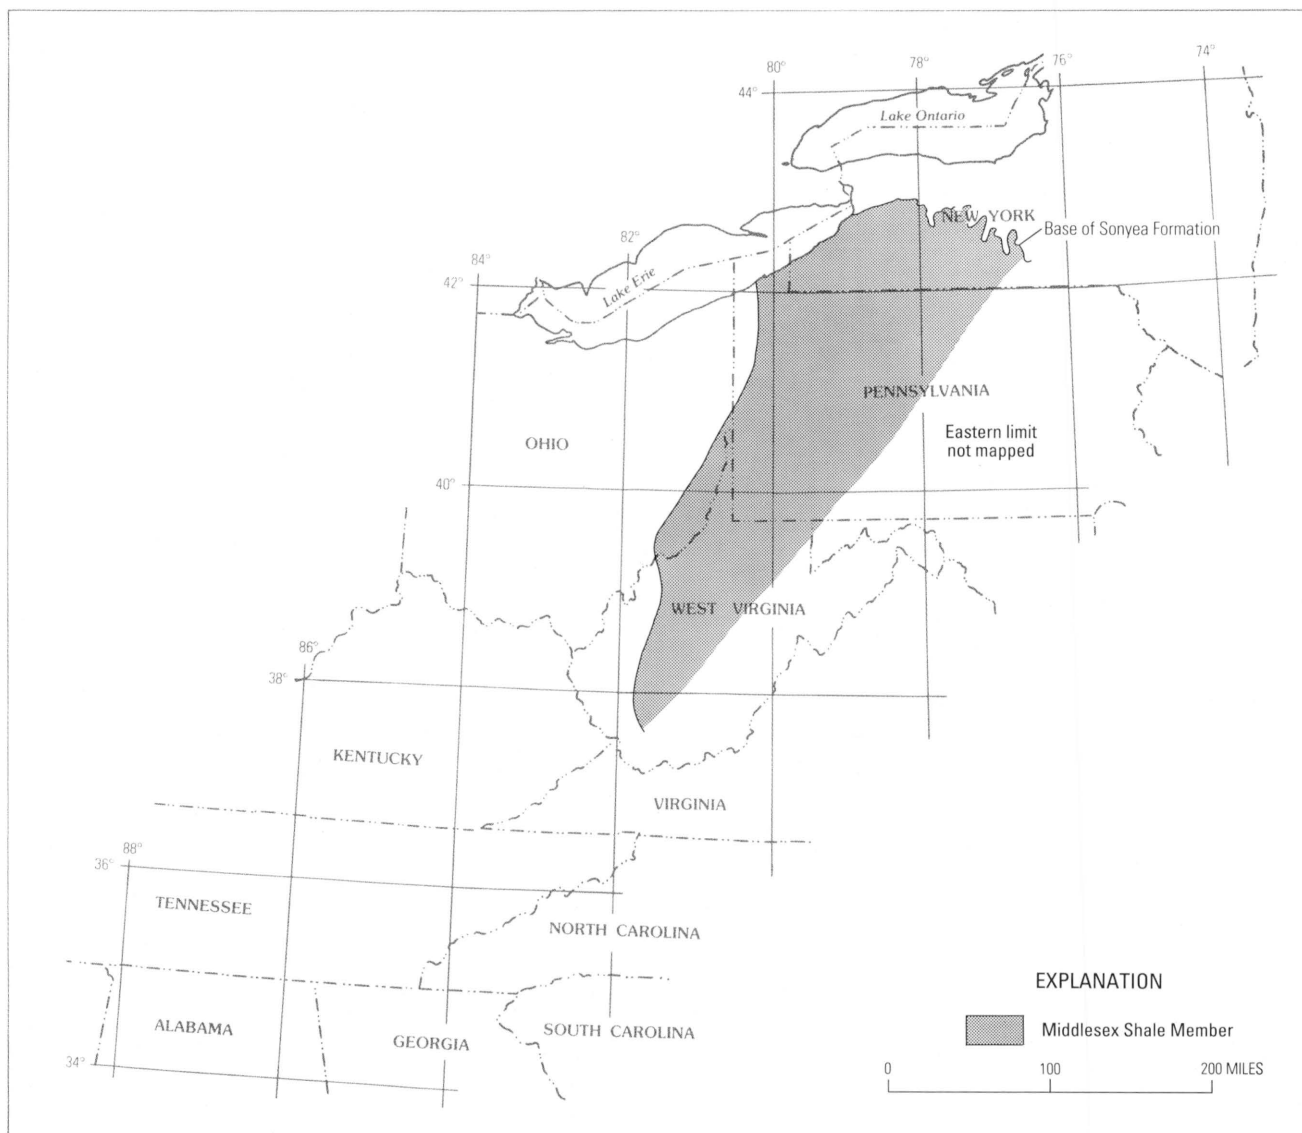 74°
76°
78°
80°
44°
Lake Ontario
NEW YORK
Base of Sonyea Formation
82°
84°
42°
Lake Erie
PENNSYLVANIA
Eastern limit
not mapped
OHIO
40°
WEST VIRGINIA
86°
38°
KENTUCKY
VIRGINIA
88°
36°
TENNESSEE
NORTH CAROLINA
EXPLANATION
Middlesex Shale Member
ALABAMA
GEORGIA
SOUTH CAROLINA
34°
0 100 200 MILES